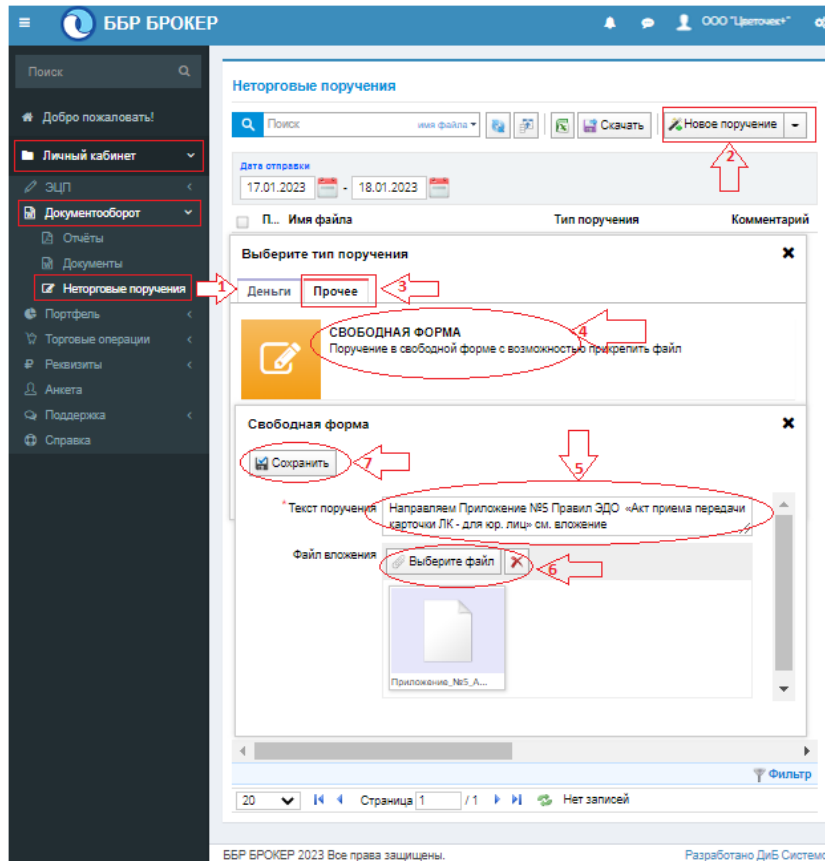 ББР БРОКЕР
ООО "Цветочек+"
Поиск
Добро пожаловать!
Личный кабинет
ЭЦП
Документооборот
Отчёты
Документы
Неторговые поручения
Портфель
Торговые операции
Реквизиты
Анкета
Поддержка
Справка
Неторговые поручения
Поиск имя файла Скачать Новое поручение
2
Дата отправки
17.01.2023 - 18.01.2023
П... Имя файла Тип поручения Комментарий
Выберите тип поручения
1 Деньги Прочее 3
СВОБОДНАЯ ФОРМА 4
Поручение в свободной форме с возможностью прикрепить файл
Свободная форма
Сохранить 7 5
*Текст поручения Направляем Приложение №5 Правил ЭДО «Акт приема передачи
карточки ЛК - для юр. лиц» см. вложение
Файл вложения Выберите файл 6
Приложение_№5_А...
Фильтр
20 Страница 1 / 1 Нет записей
ББР БРОКЕР 2023 Все права защищены. Разработано ДиБ Системс